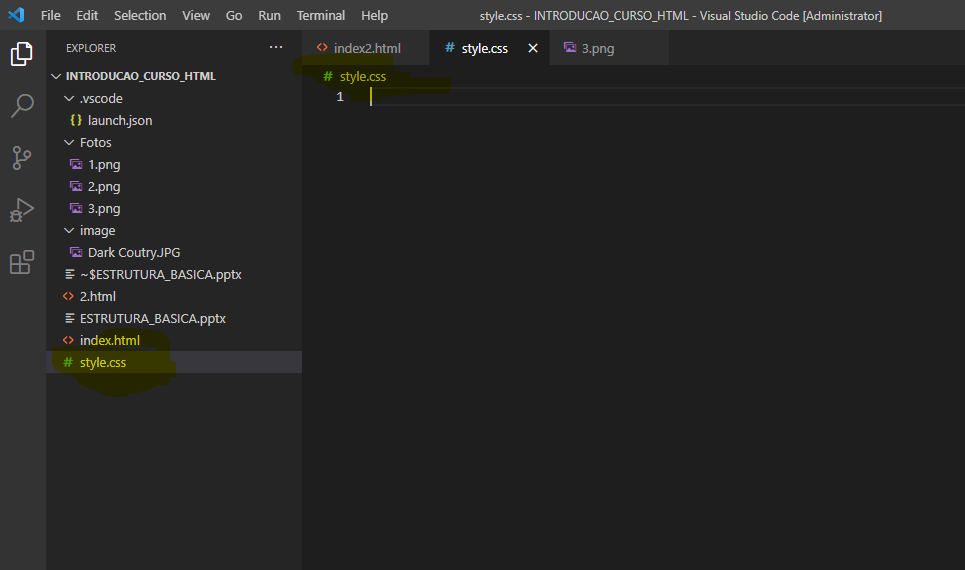 File Edit Selection View Go Run Terminal Help style.css - INTRODUCAO_CURSO_HTML - Visual Studio Code [Administrator]
EXPLORER ···
INTRODUCAO_CURSO_HTML
.vscode
{} launch.json
Fotos
1.png
2.png
3.png
image
Dark Coutry.JPG
~$ESTRUTURA_BASICA.pptx
<> 2.html
ESTRUTURA_BASICA.pptx
<> index.html
# style.css
<> index2.html # style.css × 3.png
# style.css
1